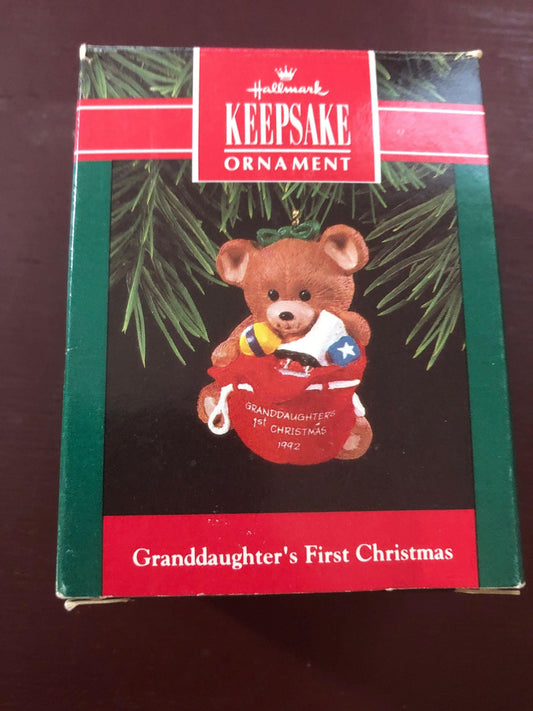 Hallmark
KEEPSAKE
ORNAMENT
GRANDDAUGHTER'S
1st
CHRISTMAS
1992
Granddaughter's First Christmas